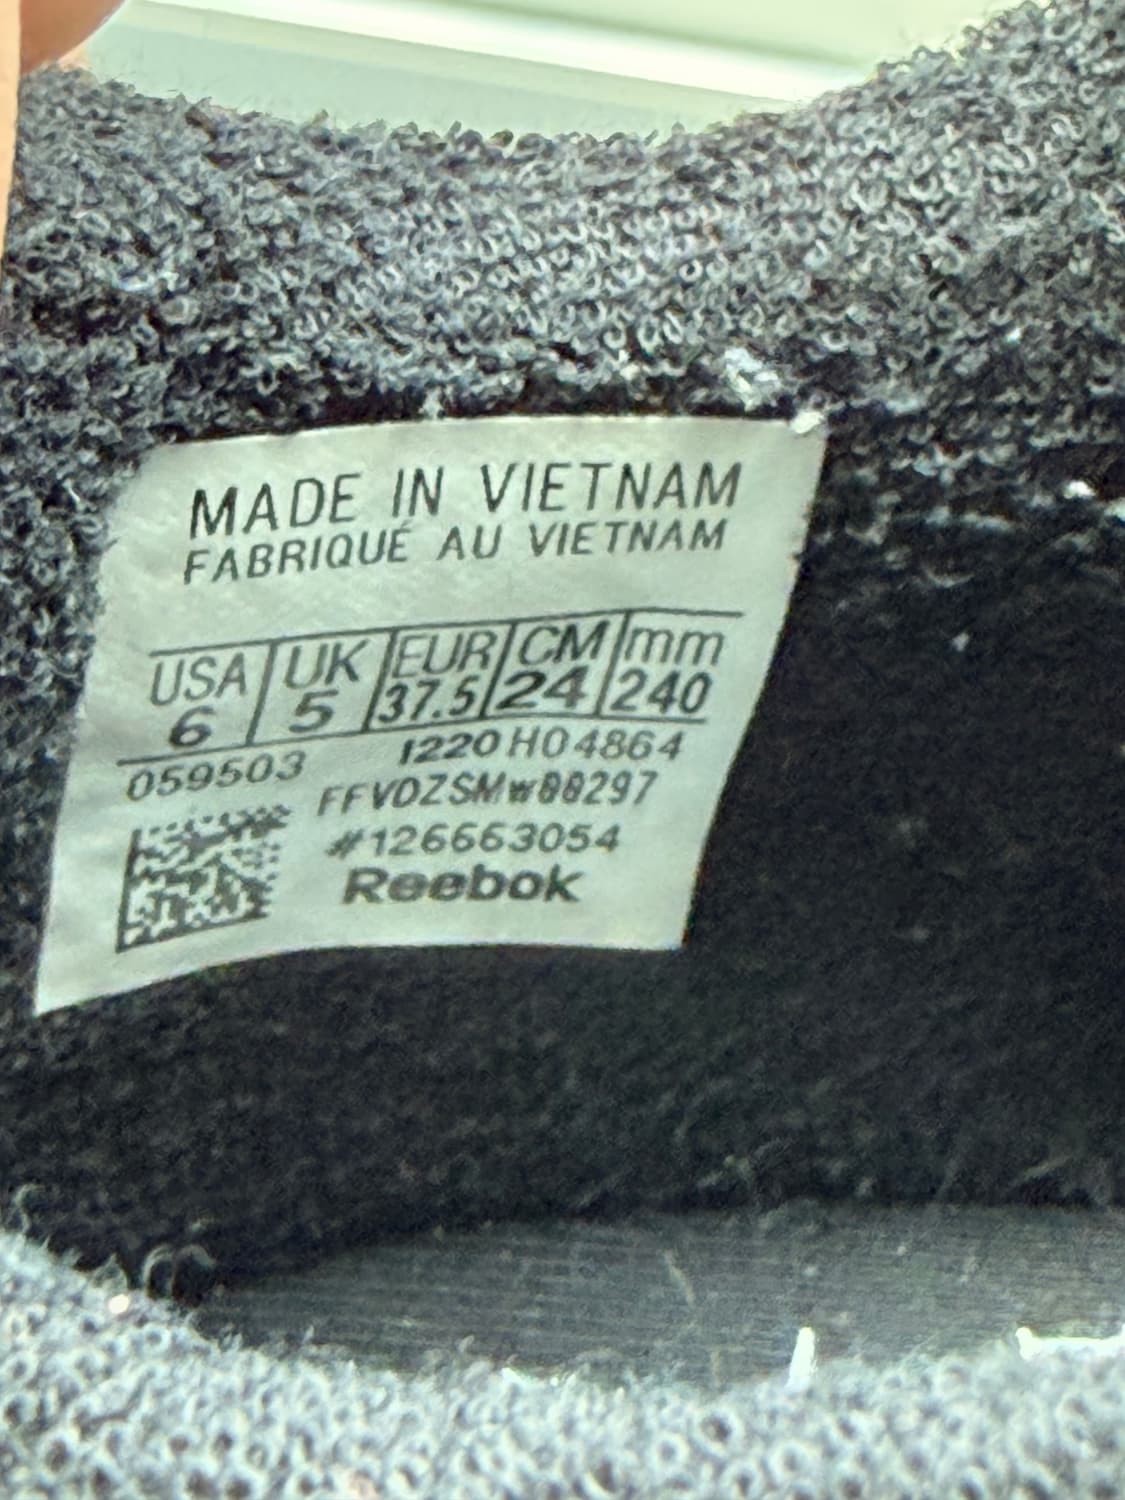 MADE IN VIETNAM
FABRIQUÉ AU VIETNAM
USA UK EUR CM mm
6 5 37.5 24 240
059503 1220 H04864
#126663054
Reebok